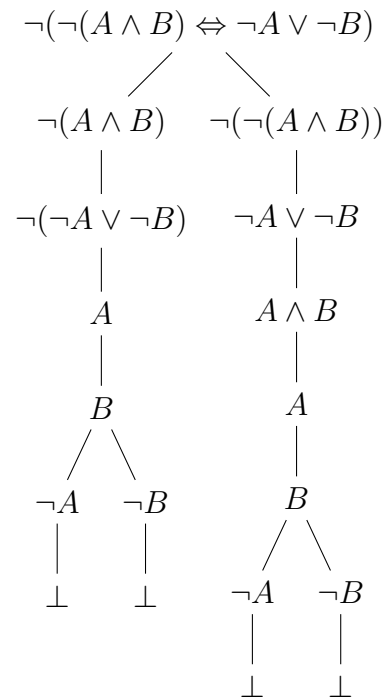 ¬(¬(A ∧ B) ⇔ ¬A ∨ ¬B)
¬(A ∧ B) ¬(¬(A ∧ B))
¬(¬A ∨ ¬B) ¬A ∨ ¬B
A A ∧ B
B A
¬A ¬B B
⊥ ⊥ ¬A ¬B
⊥ ⊥